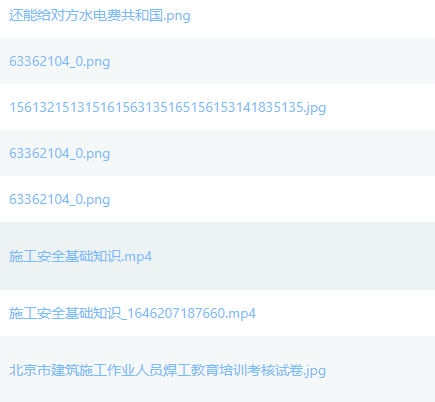 还能给对方水电费共和国.png
63362104_0.png
1561321513151615631351651561531418​35135.jpg
63362104_0.png
63362104_0.png
施工安全基础知识.mp4
施工安全基础知识_1646207187660.mp4
北京市建筑施工作业人员焊工教育培训考核试卷.jpg